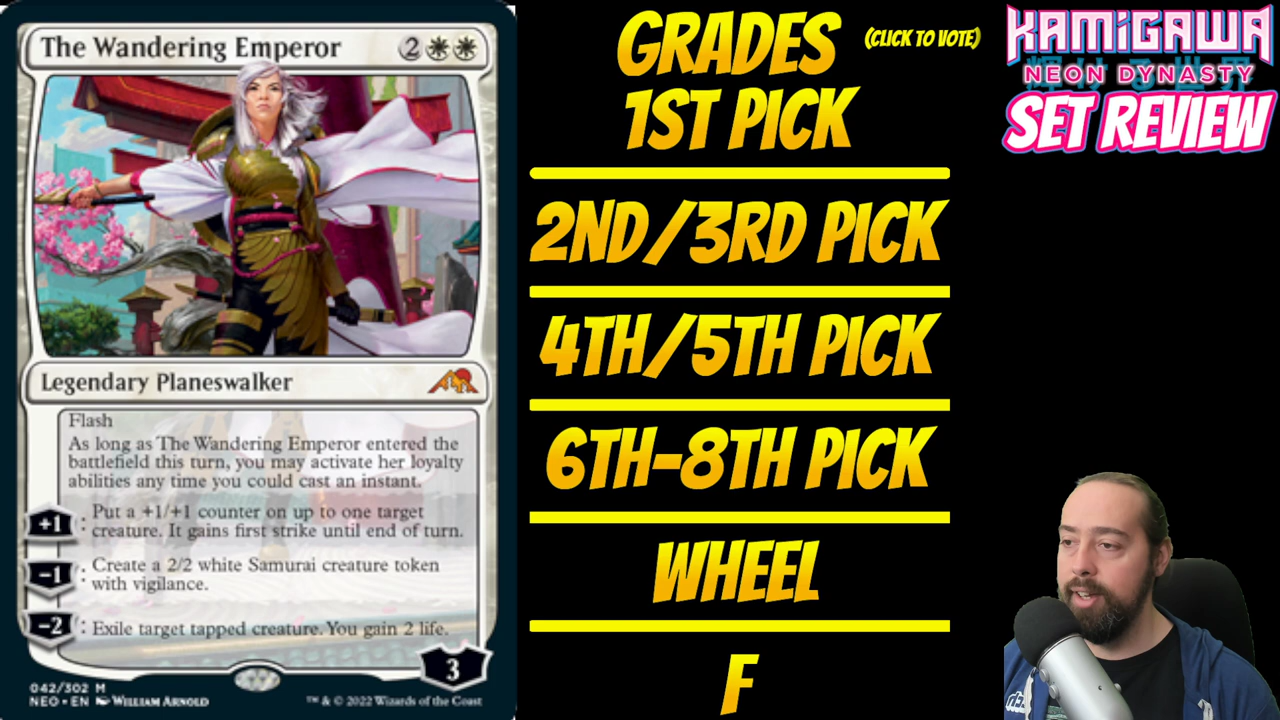 The Wandering Emperor 2
Legendary Planeswalker
Flash
As long as The Wandering Emperor entered the
battlefield this turn, you may activate her loyalty
abilities any time you could cast an instant.
+1 : Put a +1/+1 counter on up to one target
creature. It gains first strike until end of turn.
−1 : Create a 2/2 white Samurai creature token
with vigilance.
−2 : Exile target tapped creature. You gain 2 life.
3
042/302 M
NEO • EN WILLIAM ARNOLD
™ & © 2022 Wizards of the Coast
GRADES (CLICK TO VOTE)
1ST PICK
2ND/3RD PICK
4TH/5TH PICK
6TH-8TH PICK
WHEEL
F
KAMIGAWA
NEON DYNASTY
SET REVIEW